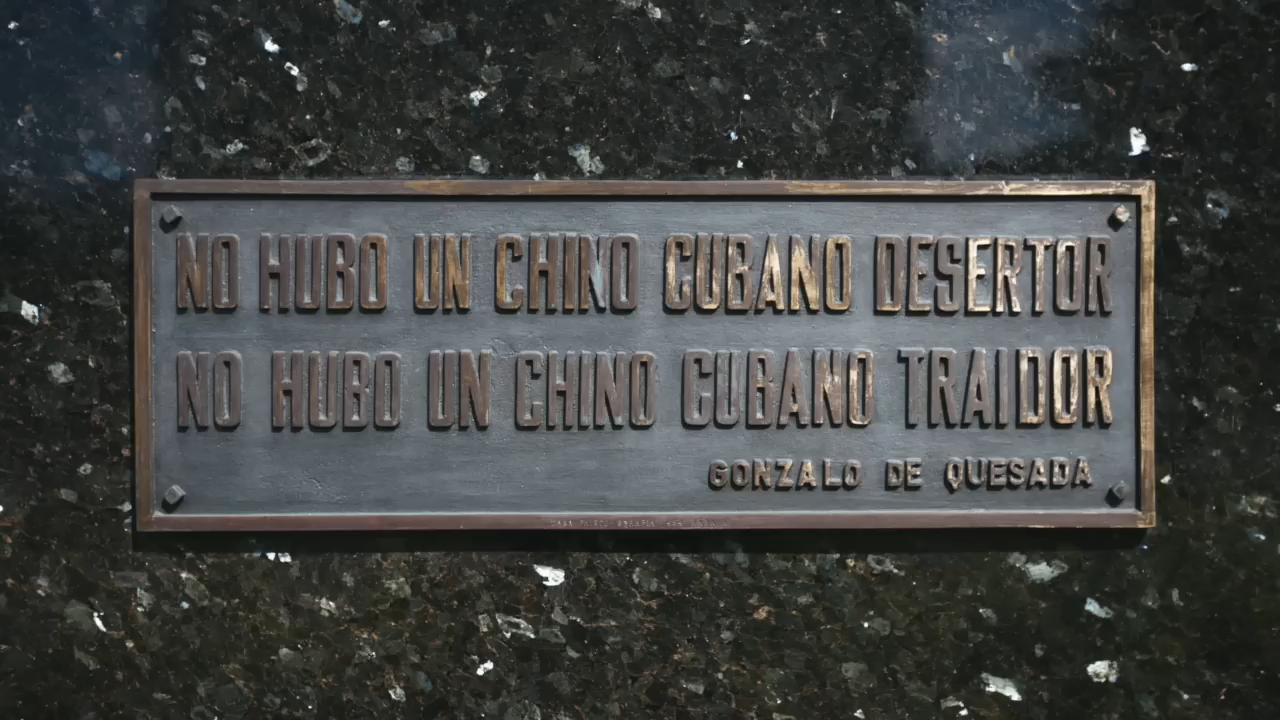 NO HUBO UN CHINO CUBANO DESERTOR
NO HUBO UN CHINO CUBANO TRAIDOR
GONZALO DE QUESADA